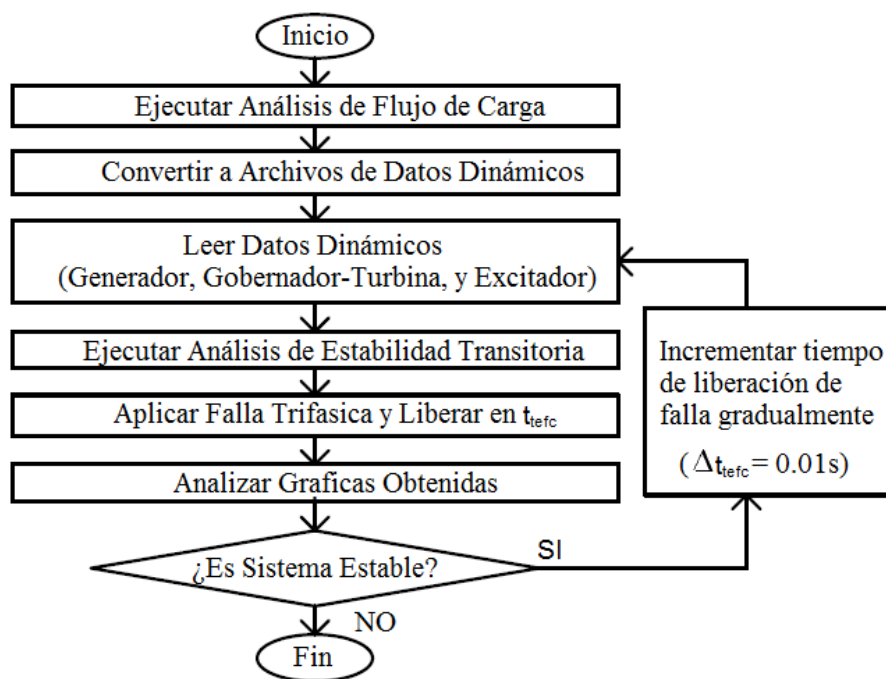 Inicio
Ejecutar Análisis de Flujo de Carga
Convertir a Archivos de Datos Dinámicos
Leer Datos Dinámicos
(Generador, Gobernador-Turbina, y Excitador)
Ejecutar Análisis de Estabilidad Transitoria
Aplicar Falla Trifasica y Liberar en ttefc
Analizar Graficas Obtenidas
¿Es Sistema Estable?
SI
NO
Fin
Incrementar tiempo
de liberación de
falla gradualmente
(Δttefc = 0.01s)